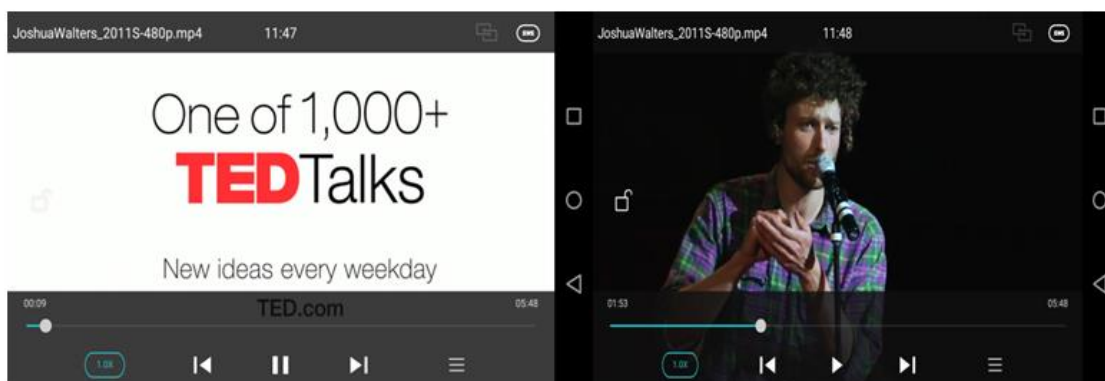 JoshuaWalters_2011S-480p.mp4 11:47
One of 1,000+
TEDTalks
New ideas every weekday
TED.com
00:09 05:48
1.0X
JoshuaWalters_2011S-480p.mp4 11:48
01:53 05:48
1.0X